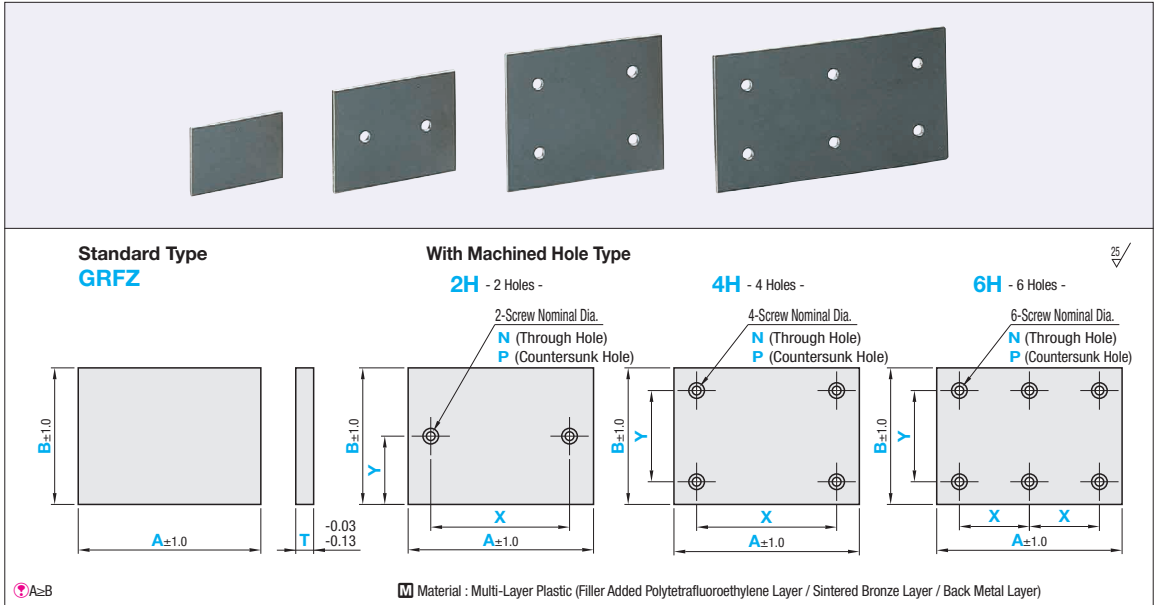 Standard Type
GRFZ
With Machined Hole Type
25
2H - 2 Holes -
2-Screw Nominal Dia.
N (Through Hole)
P (Countersunk Hole)
4H - 4 Holes -
4-Screw Nominal Dia.
N (Through Hole)
P (Countersunk Hole)
6H - 6 Holes -
6-Screw Nominal Dia.
N (Through Hole)
P (Countersunk Hole)
B±1.0
A±1.0
T -0.03
-0.13
B±1.0
Y
X
A±1.0
B±1.0
Y
X
A±1.0
B±1.0
Y
X X
A±1.0
A≥B
M Material : Multi-Layer Plastic (Filler Added Polytetrafluoroethylene Layer / Sintered Bronze Layer / Back Metal Layer)